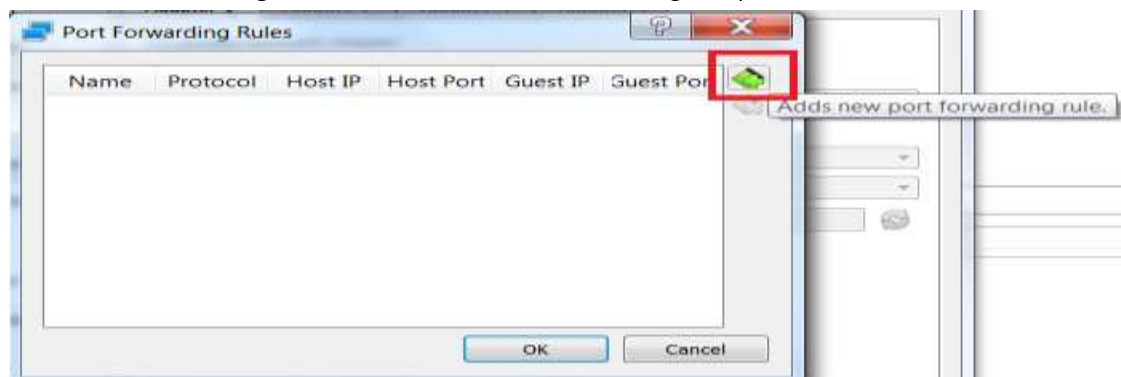 Port Forwarding Rules
Name Protocol Host IP Host Port Guest IP Guest Por
Adds new port forwarding rule.
OK Cancel